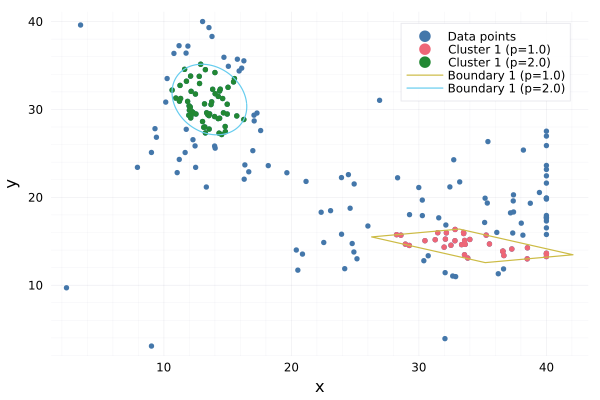 40
30
20
10
y
10
20
30
40
x
Data points
Cluster 1 (p=1.0)
Cluster 1 (p=2.0)
Boundary 1 (p=1.0)
Boundary 1 (p=2.0)